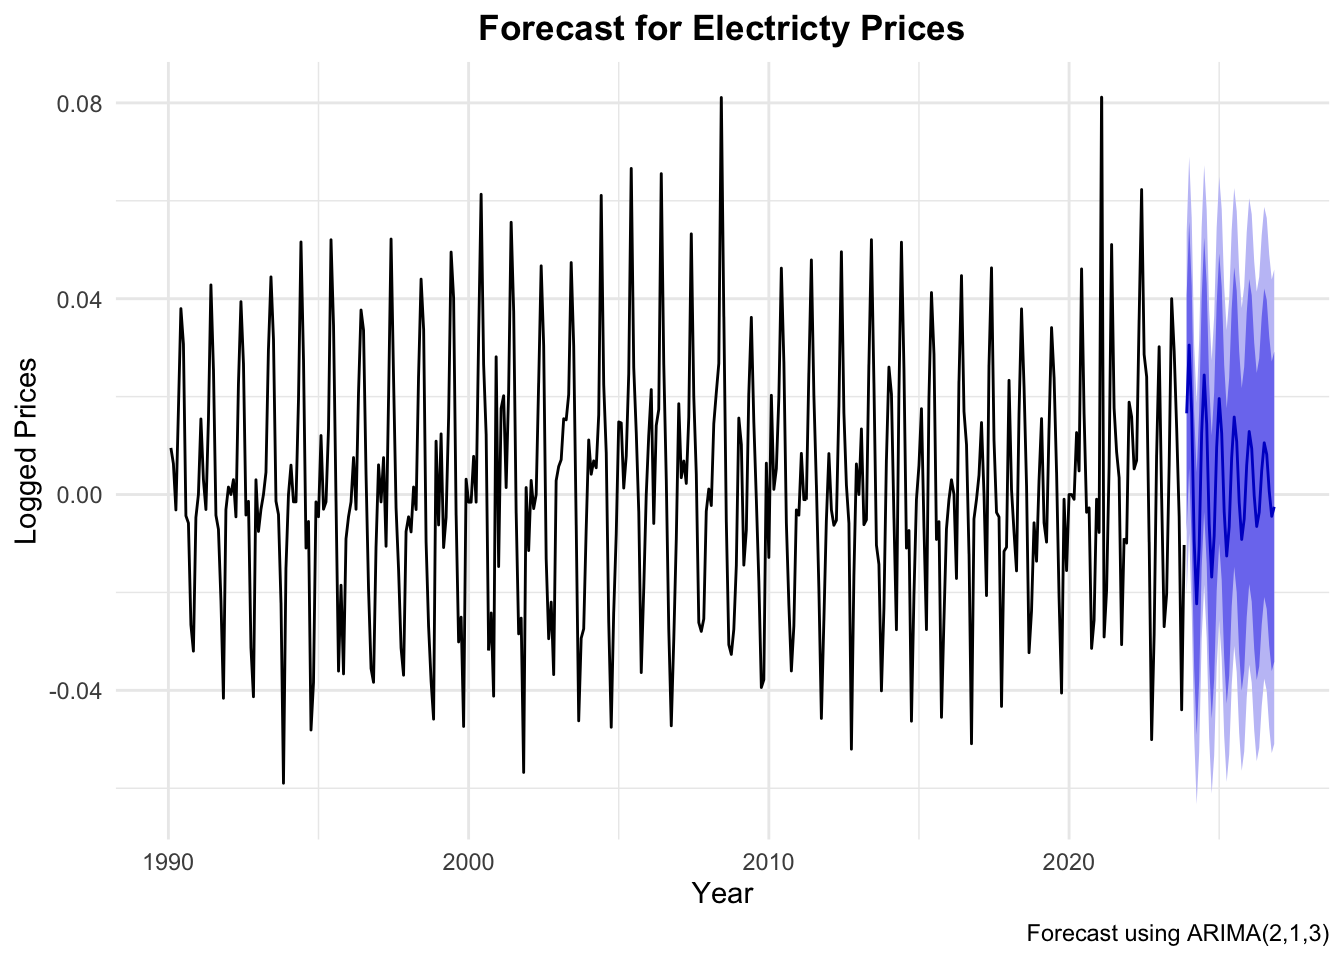 Forecast for Electricty Prices
0.08
0.04
0.00
-0.04
Logged Prices
1990
2000
2010
2020
Year
Forecast using ARIMA(2,1,3)